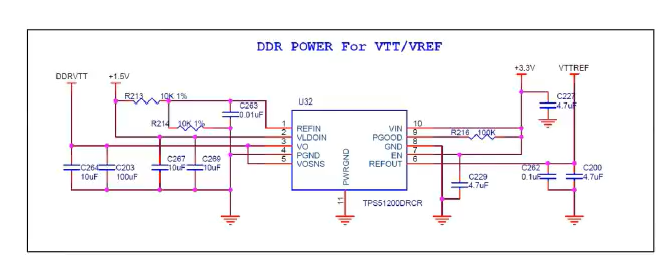 DDR POWER For VTT/VREF
DDRVTT
+1.5V
+3.3V
VTTREF
R213 10K 1%
R214 10K 1%
C263
0.01uF
U32
C227
4.7uF
1 REFIN
2 VLDOIN
3 VO
4 PGND
5 VOSNS
10 VIN
9 PGOOD
8 GND
7 EN
6 REFOUT
PWRGND
11
R216 100K
C264
10uF
C203
100uF
C267
10uF
C269
10uF
C229
4.7uF
C262
0.1uF
C200
4.7uF
TPS51200DRCR